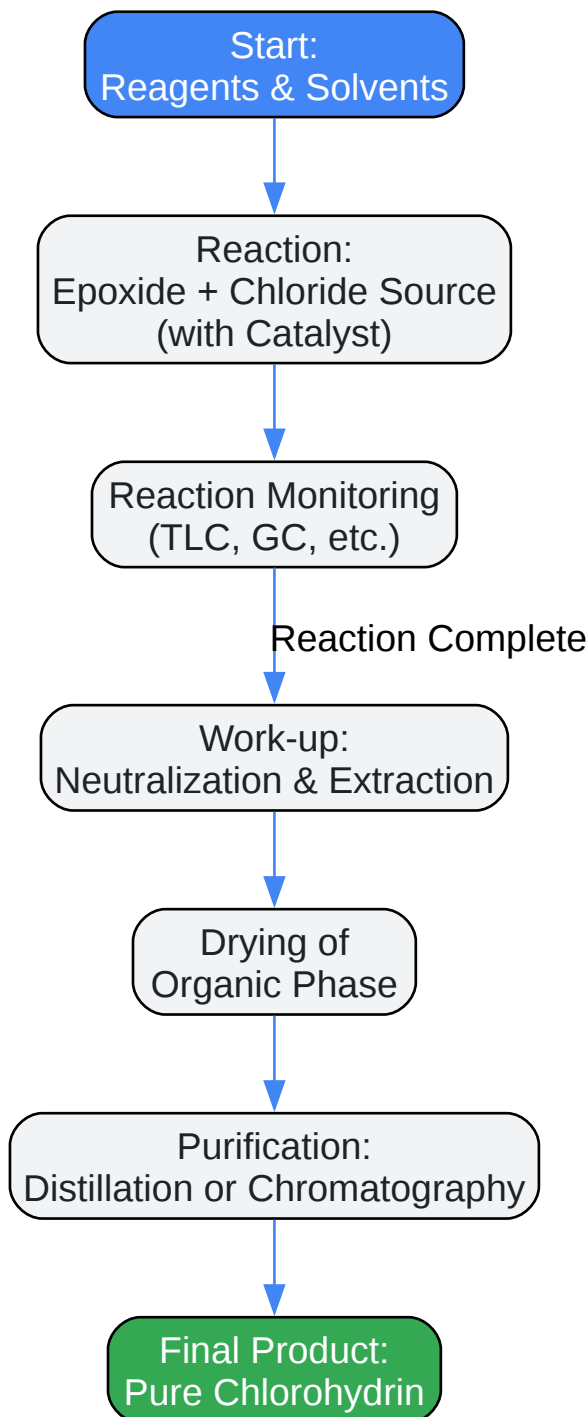 Start:
Reagents & Solvents
Reaction:
Epoxide + Chloride Source
(with Catalyst)
Reaction Monitoring
(TLC, GC, etc.)
Reaction Complete
Work-up:
Neutralization & Extraction
Drying of
Organic Phase
Purification:
Distillation or Chromatography
Final Product:
Pure Chlorohydrin